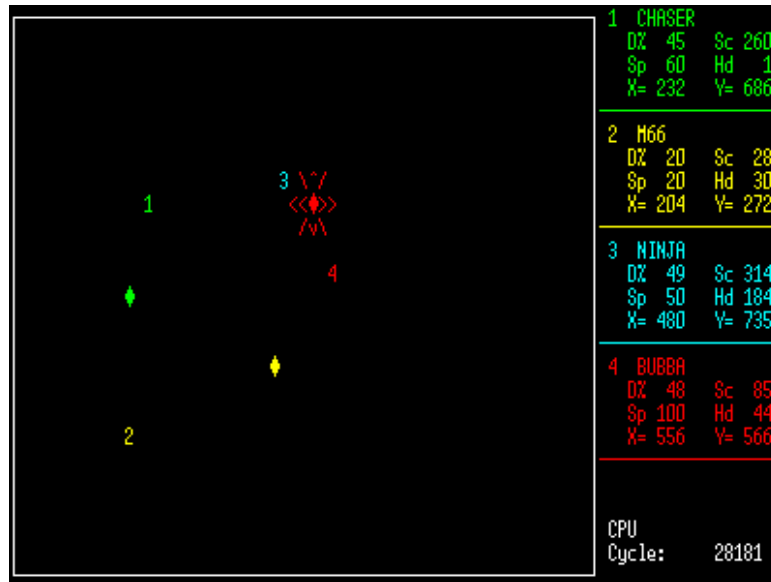 1 CHASER
D% 45 Sc 260
Sp 60 Hd 1
X= 232 Y= 686
2 M66
D% 20 Sc 28
Sp 20 Hd 30
X= 204 Y= 272
3 NINJA
D% 49 Sc 314
Sp 50 Hd 184
X= 480 Y= 735
4 BUBBA
D% 48 Sc 85
Sp 100 Hd 44
X= 556 Y= 566
CPU
Cycle: 28181
3 \^/
1 <<♦>>
/v\
4
2